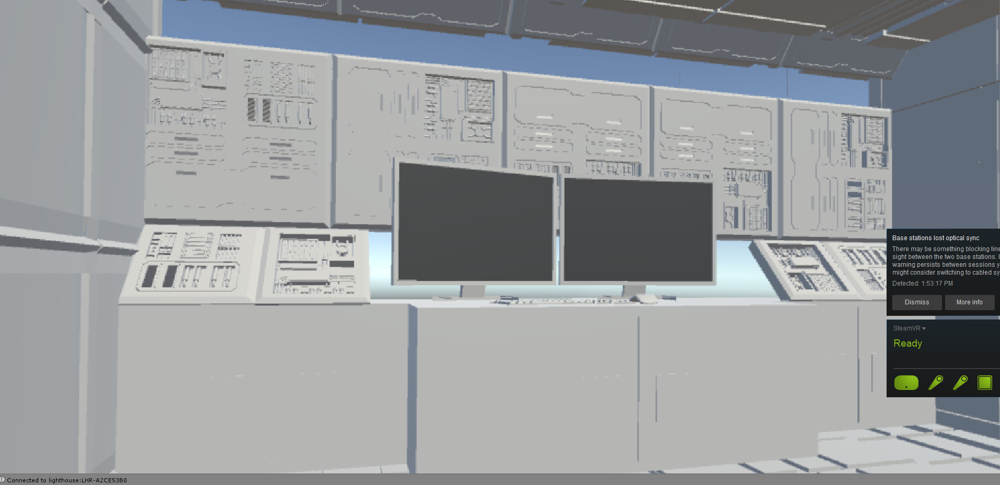 Base stations lost optical sync
There may be something blocking line
sight between the two base stations.
warning persists between sessions
might consider switching to cabled
Detected: 1:53:17 PM
Dismiss
More info
SteamVR
Ready
Connected to lighthouse:LHR-A2CE53B0